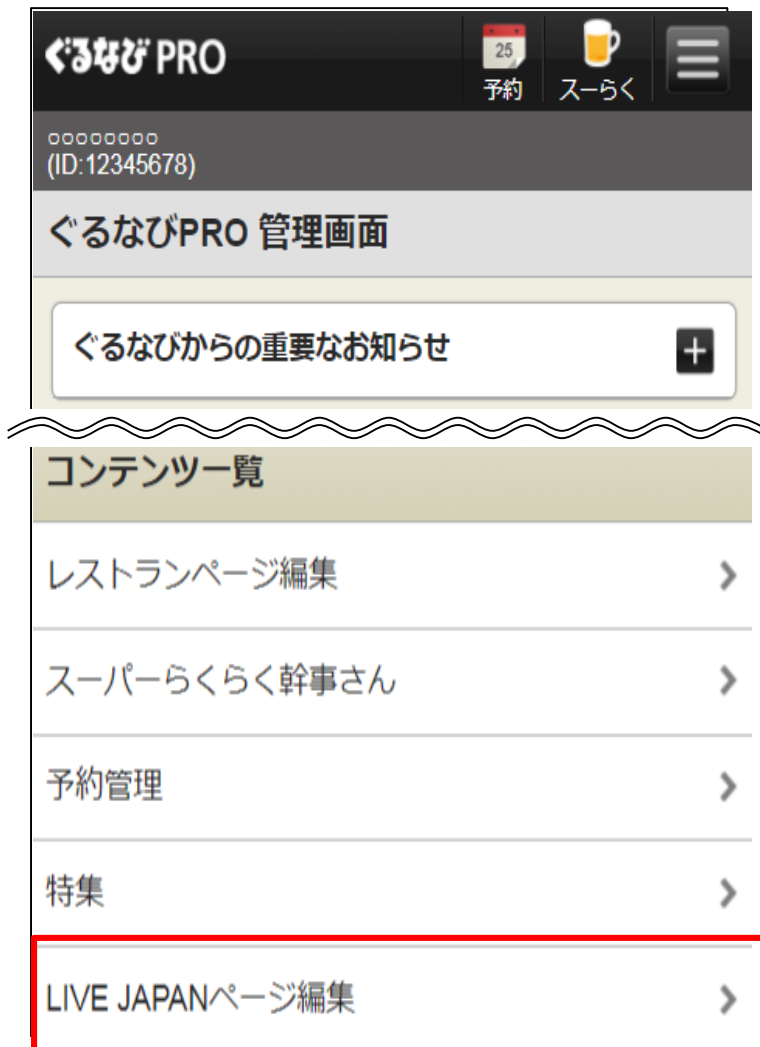 ぐるなび PRO
25
予約
スーらく
○○○○○○○○
(ID:12345678)
ぐるなびPRO 管理画面
ぐるなびからの重要なお知らせ
コンテンツ一覧
レストランページ編集
スーパーらくらく幹事さん
予約管理
特集
LIVE JAPANページ編集